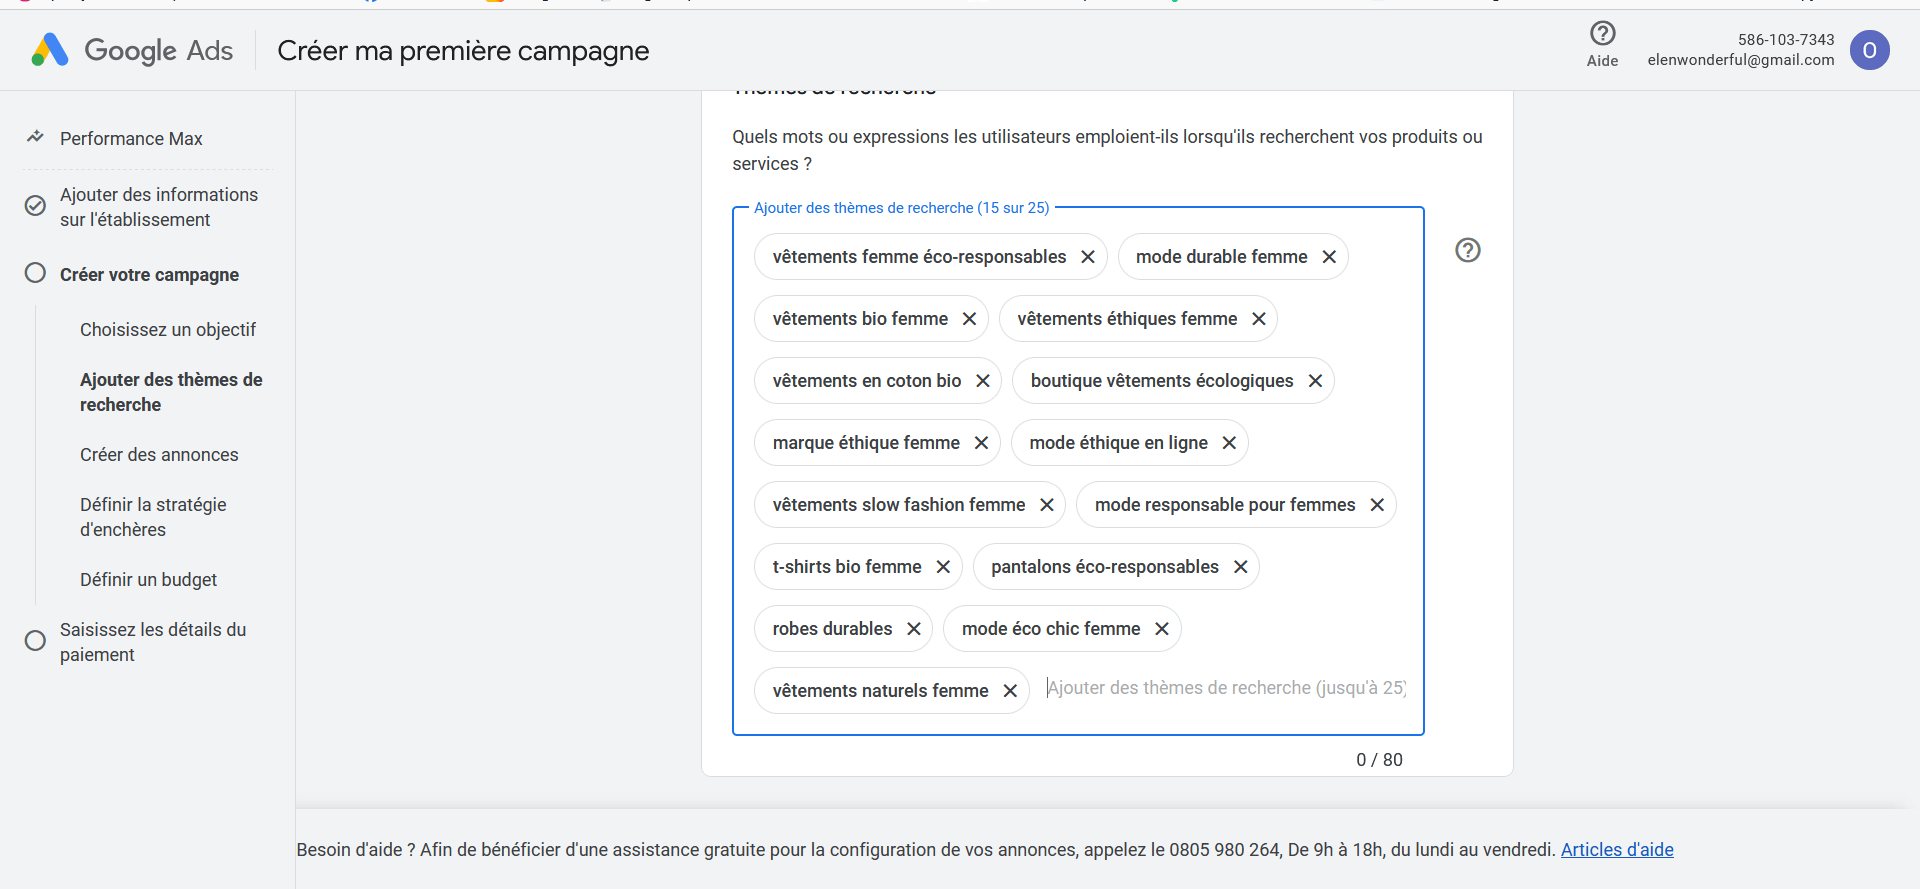 Google Ads
Créer ma première campagne
Aide
586-103-7343
elenwonderful@gmail.com
O
Performance Max
Ajouter des informations
sur l'établissement
Créer votre campagne
Choisissez un objectif
Ajouter des thèmes de
recherche
Créer des annonces
Définir la stratégie
d'enchères
Définir un budget
Saisissez les détails du
paiement
Thèmes de recherche
Quels mots ou expressions les utilisateurs emploient-ils lorsqu'ils recherchent vos produits ou
services ?
Ajouter des thèmes de recherche (15 sur 25)
vêtements femme éco-responsables
mode durable femme
vêtements bio femme
vêtements éthiques femme
vêtements en coton bio
boutique vêtements écologiques
marque éthique femme
mode éthique en ligne
vêtements slow fashion femme
mode responsable pour femmes
t-shirts bio femme
pantalons éco-responsables
robes durables
mode éco chic femme
vêtements naturels femme
Ajouter des thèmes de recherche (jusqu'à 25)
0 / 80
Besoin d'aide ? Afin de bénéficier d'une assistance gratuite pour la configuration de vos annonces, appelez le 0805 980 264, De 9h à 18h, du lundi au vendredi. Articles d'aide